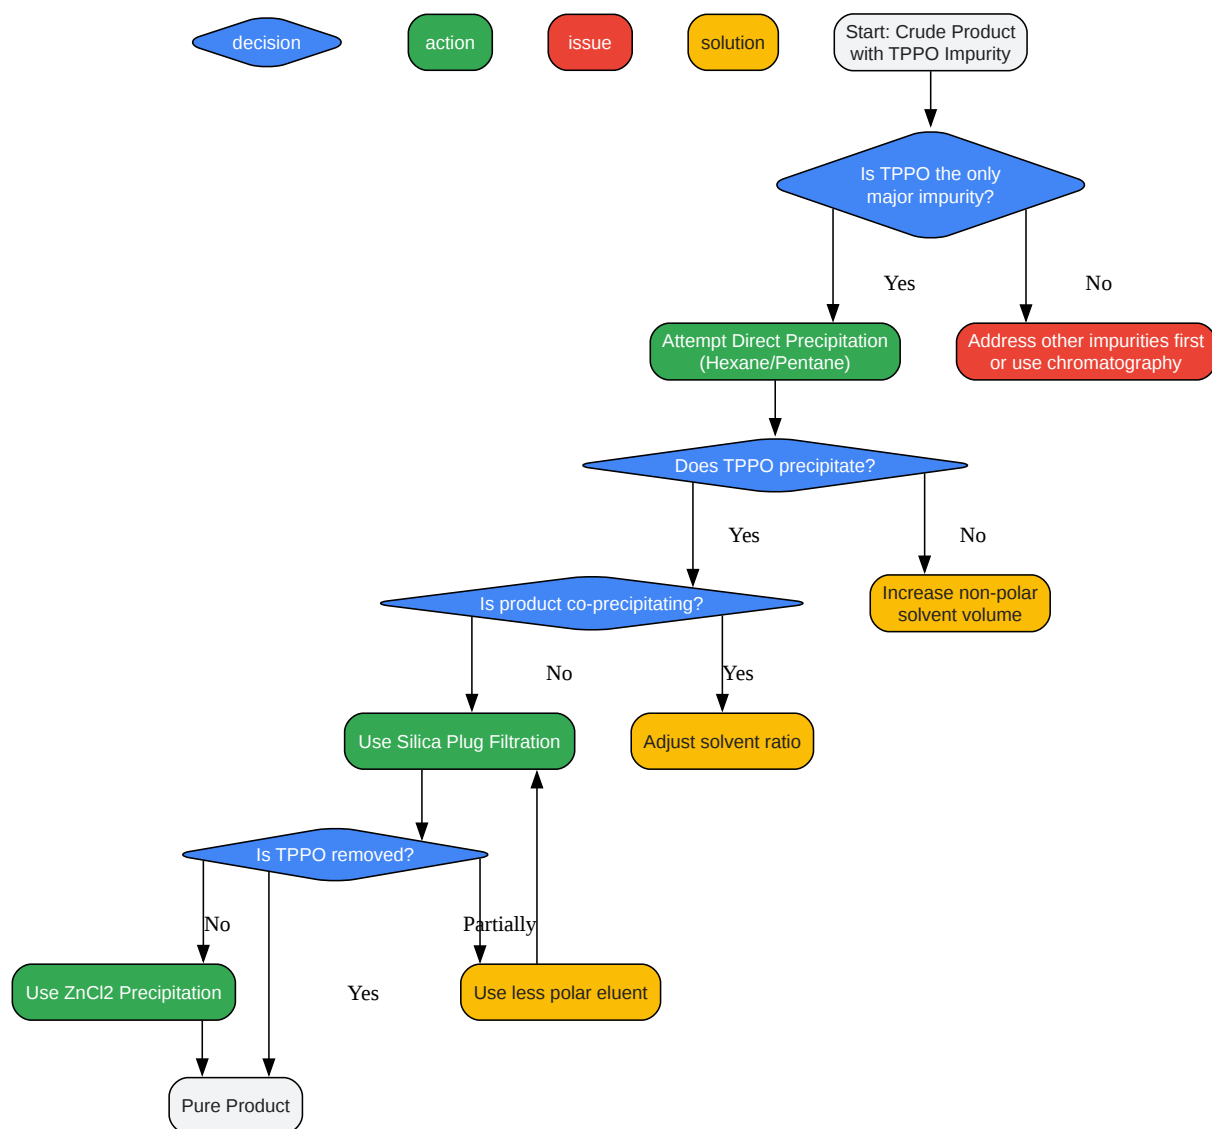 decision
action
issue
solution
Start: Crude Product
with TPPO Impurity
Is TPPO the only
major impurity?
Yes
No
Attempt Direct Precipitation
(Hexane/Pentane)
Address other impurities first
or use chromatography
Does TPPO precipitate?
Yes
No
Is product co-precipitating?
Increase non-polar
solvent volume
No
Yes
Use Silica Plug Filtration
Adjust solvent ratio
Is TPPO removed?
No
Partially
Use ZnCl2 Precipitation
Yes
Use less polar eluent
Pure Product